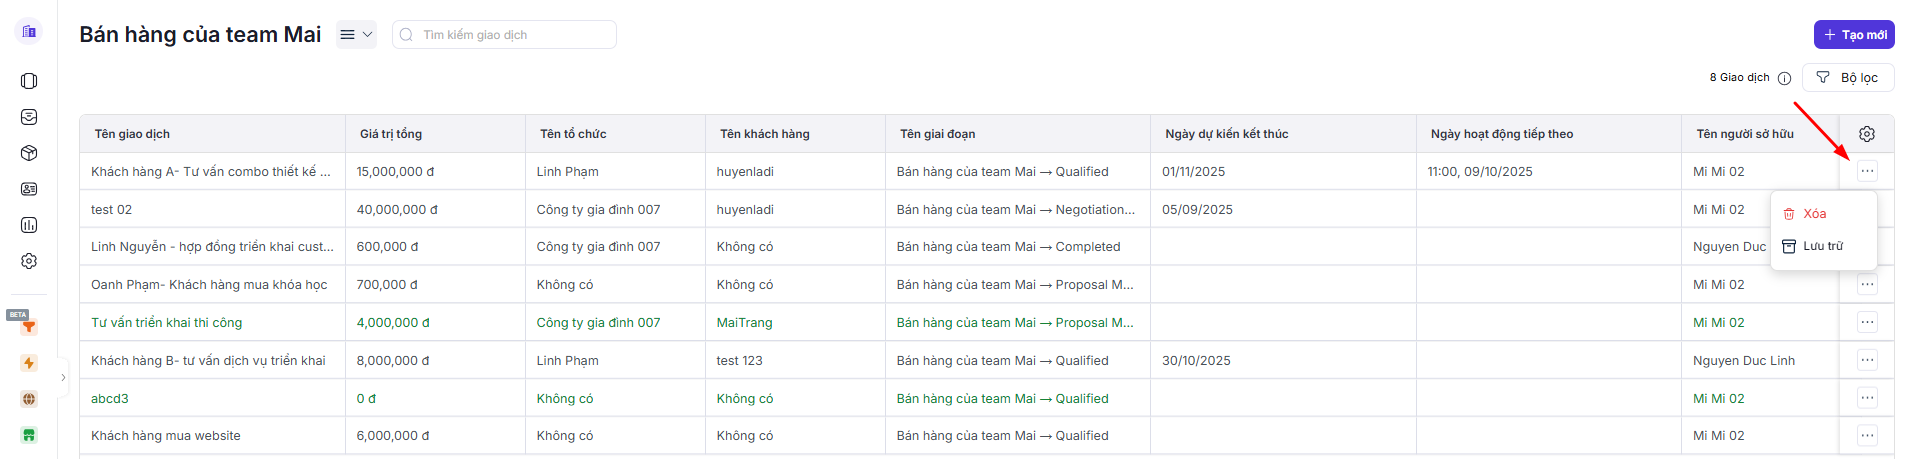 Bán hàng của team Mai
Tìm kiếm giao dịch
Tạo mới
8 Giao dịch
Bộ lọc
Tên giao dịch Giá trị tổng Tên tổ chức Tên khách hàng Tên giai đoạn Ngày dự kiến kết thúc Ngày hoạt động tiếp theo Tên người sở hữu
Khách hàng A- Tư vấn combo thiết kế ... 15,000,000 đ Linh Phạm huyenladi Bán hàng của team Mai → Qualified 01/11/2025 11:00, 09/10/2025 Mi Mi 02
test 02 40,000,000 đ Công ty gia đình 007 huyenladi Bán hàng của team Mai → Negotiation... 05/09/2025 Mi Mi 02
Xóa
Linh Nguyễn - hợp đồng triển khai cust... 600,000 đ Công ty gia đình 007 Không có Bán hàng của team Mai → Completed Nguyen Duc
Lưu trữ
Oanh Phạm- Khách hàng mua khóa học 700,000 đ Không có Không có Bán hàng của team Mai → Proposal M... Mi Mi 02
BETA
Tư vấn triển khai thi công 4,000,000 đ Công ty gia đình 007 MaiTrang Bán hàng của team Mai → Proposal M... Mi Mi 02
Khách hàng B- tư vấn dịch vụ triển khai 8,000,000 đ Linh Phạm test 123 Bán hàng của team Mai → Qualified 30/10/2025 Nguyen Duc Linh
abcd3 0 đ Không có Không có Bán hàng của team Mai → Qualified Mi Mi 02
Khách hàng mua website 6,000,000 đ Không có Không có Bán hàng của team Mai → Qualified Mi Mi 02